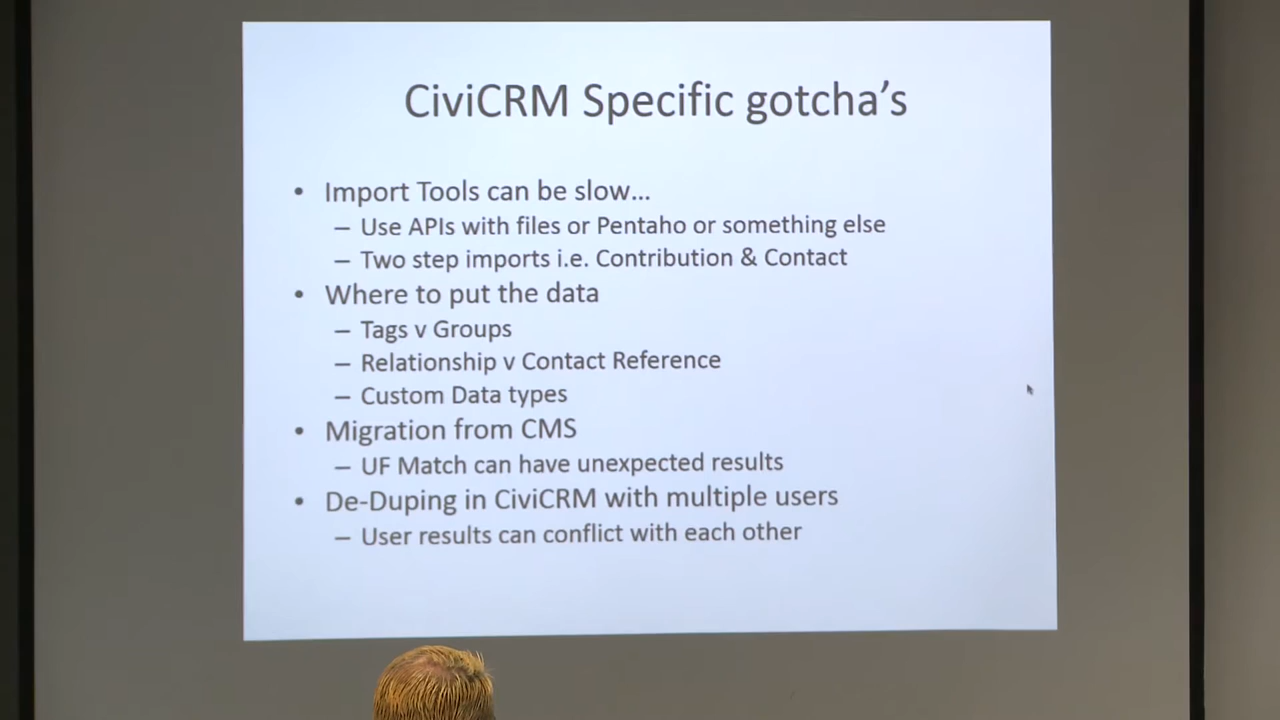 CiviCRM Specific gotcha's
• Import Tools can be slow...
– Use APIs with files or Pentaho or something else
– Two step imports i.e. Contribution & Contact
• Where to put the data
– Tags v Groups
– Relationship v Contact Reference
– Custom Data types
• Migration from CMS
– UF Match can have unexpected results
• De-Duping in CiviCRM with multiple users
– User results can conflict with each other